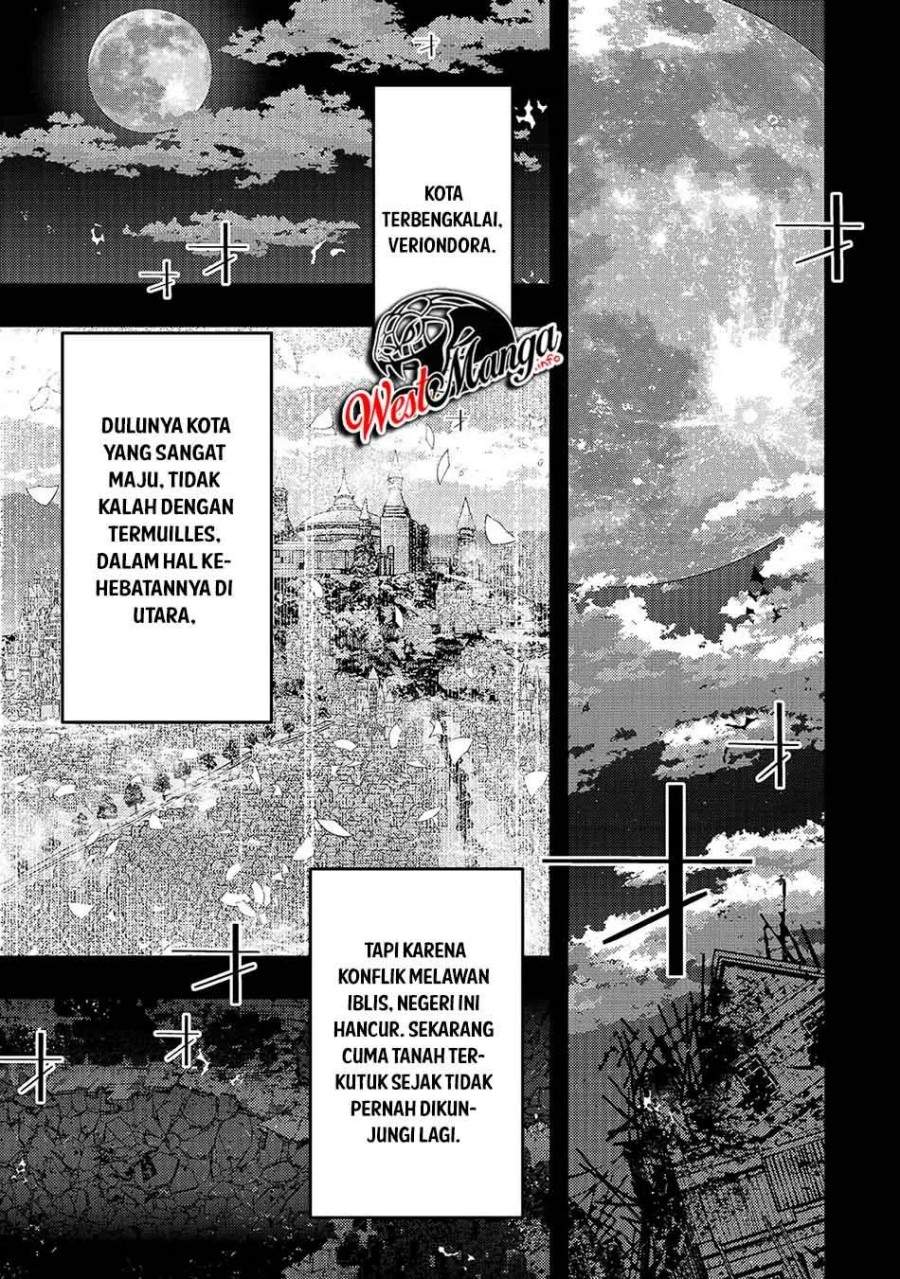 KOTA
TERBENGKALAI,
VERIONDORA.
WestManga
.info
DULUNYA KOTA
YANG SANGAT
MAJU, TIDAK
KALAH DENGAN
TERMUILLES,
DALAM HAL KE-
HEBATANNYA DI
UTARA,
TAPI KARENA
KONFLIK MELAWAN
IBLIS, NEGERI INI
HANCUR. SEKARANG
CUMA TANAH TER-
KUTUK SEJAK TIDAK
PERNAH DIKUN-
JUNGI LAGI.